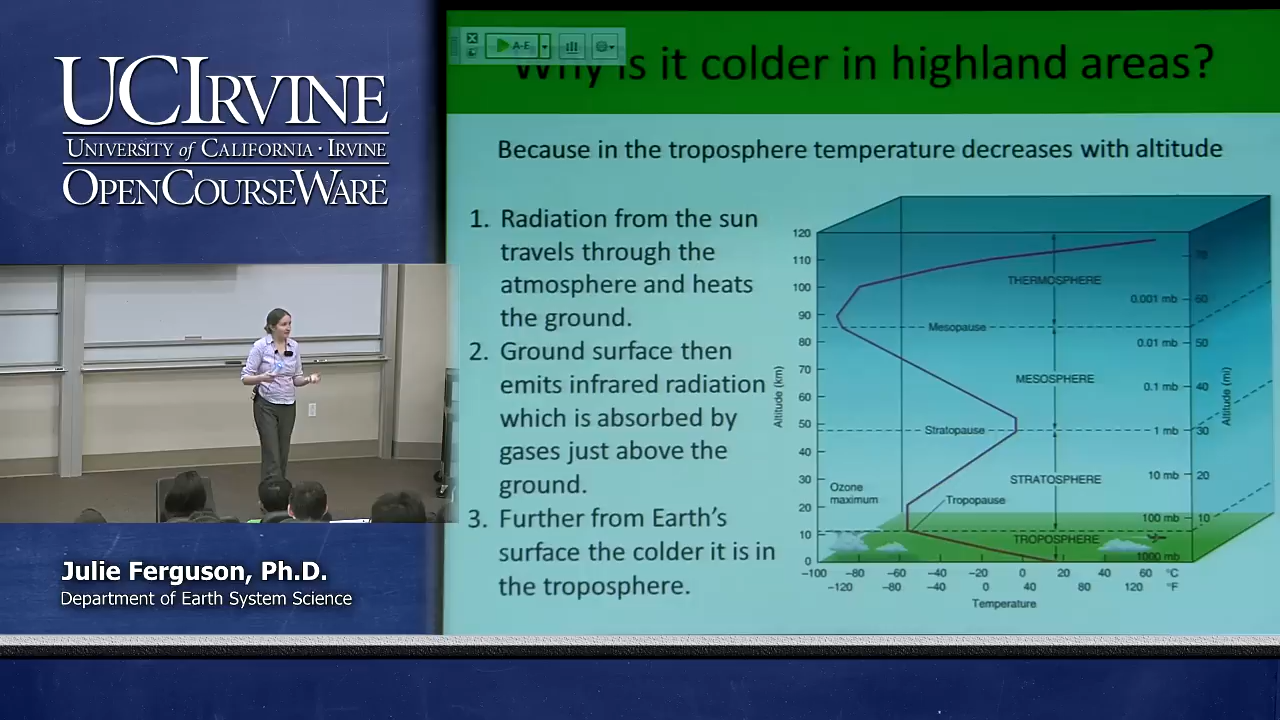 UCIRVINE
UNIVERSITY of CALIFORNIA · IRVINE
OPENCOURSEWARE
Julie Ferguson, Ph.D.
Department of Earth System Science
A-E
Why is it colder in highland areas?
Because in the troposphere temperature decreases with altitude
1. Radiation from the sun
travels through the
atmosphere and heats
the ground.
2. Ground surface then
emits infrared radiation
which is absorbed by
gases just above the
ground.
3. Further from Earth's
surface the colder it is in
the troposphere.
120
110
100
90
80
70
60
50
40
30
20
10
0
Altitude (km)
THERMOSPHERE
Mesopause
MESOSPHERE
Stratopause
STRATOSPHERE
Ozone
maximum
Tropopause
TROPOSPHERE
0.001 mb
0.01 mb
0.1 mb
1 mb
10 mb
100 mb
1000 mb
70
60
50
40
30
20
10
Altitude (mi)
−100 −80 −60 −40 −20 0 20 40 60 °C
−120 −80 −40 0 40 80 120 °F
Temperature